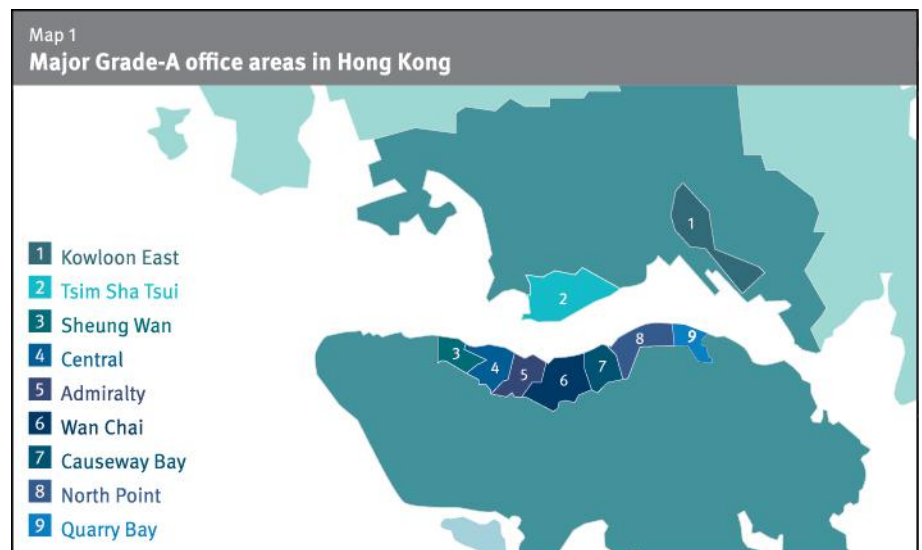 Map 1
Major Grade-A office areas in Hong Kong
1 Kowloon East
2 Tsim Sha Tsui
3 Sheung Wan
4 Central
5 Admiralty
6 Wan Chai
7 Causeway Bay
8 North Point
9 Quarry Bay
1
2
3
4
5
6
7
8
9